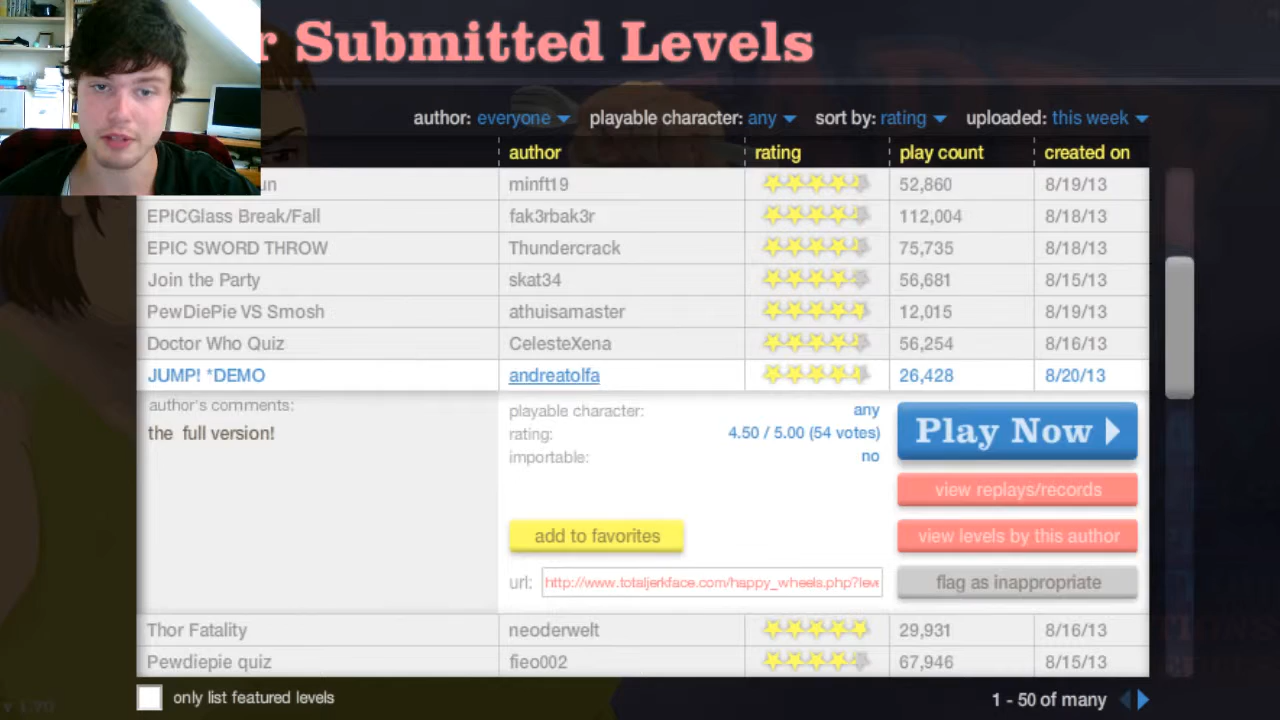 r Submitted Levels
author: everyone playable character: any sort by: rating uploaded: this week
author rating play count created on
un minft19 52,860 8/19/13
EPICGlass Break/Fall fak3rbak3r 112,004 8/18/13
EPIC SWORD THROW Thundercrack 75,735 8/18/13
Join the Party skat34 56,681 8/15/13
PewDiePie VS Smosh athuisamaster 12,015 8/19/13
Doctor Who Quiz CelesteXena 56,254 8/16/13
JUMP! *DEMO andreatolfa 26,428 8/20/13
author's comments:
the full version!
playable character: any
rating: 4.50 / 5.00 (54 votes)
importable: no
Play Now
view replays/records
add to favorites
view levels by this author
url: http://www.totaljerkface.com/happy_wheels.php?leve
flag as inappropriate
Thor Fatality neoderwelt 29,931 8/16/13
Pewdiepie quiz fieo002 67,946 8/15/13
only list featured levels
1 - 50 of many
v 1.70